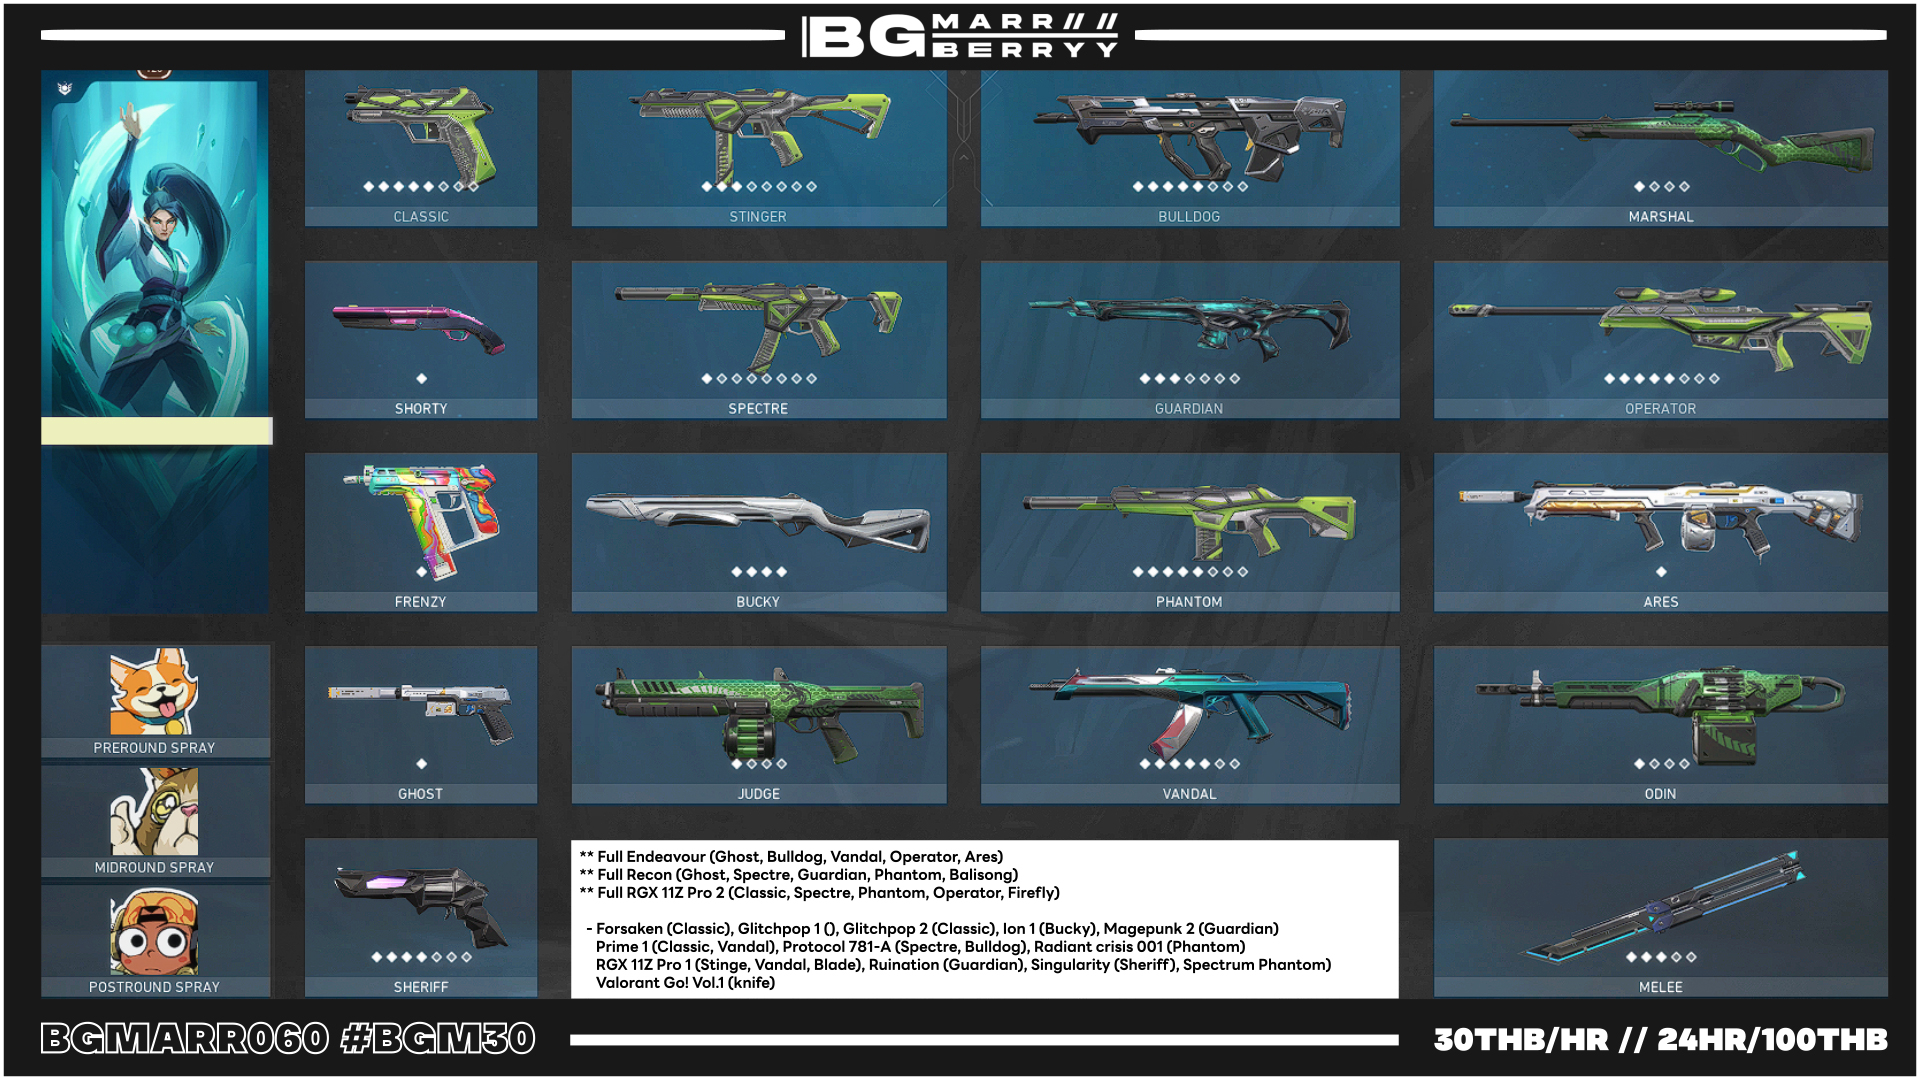 BG MARR// //
BERRYY
CLASSIC
STINGER
BULLDOG
MARSHAL
SHORTY
SPECTRE
GUARDIAN
OPERATOR
FRENZY
BUCKY
PHANTOM
ARES
PREROUND SPRAY
GHOST
JUDGE
VANDAL
ODIN
MIDROUND SPRAY
POSTROUND SPRAY
SHERIFF
** Full Endeavour (Ghost, Bulldog, Vandal, Operator, Ares)
** Full Recon (Ghost, Spectre, Guardian, Phantom, Balisong)
** Full RGX 11Z Pro 2 (Classic, Spectre, Phantom, Operator, Firefly)
- Forsaken (Classic), Glitchpop 1 (), Glitchpop 2 (Classic), Ion 1 (Bucky), Magepunk 2 (Guardian)
Prime 1 (Classic, Vandal), Protocol 781-A (Spectre, Bulldog), Radiant crisis 001 (Phantom)
RGX 11Z Pro 1 (Stinge, Vandal, Blade), Ruination (Guardian), Singularity (Sheriff), Spectrum Phantom)
Valorant Go! Vol.1 (knife)
MELEE
BGMARR060 #BGM30
30THB/HR // 24HR/100THB